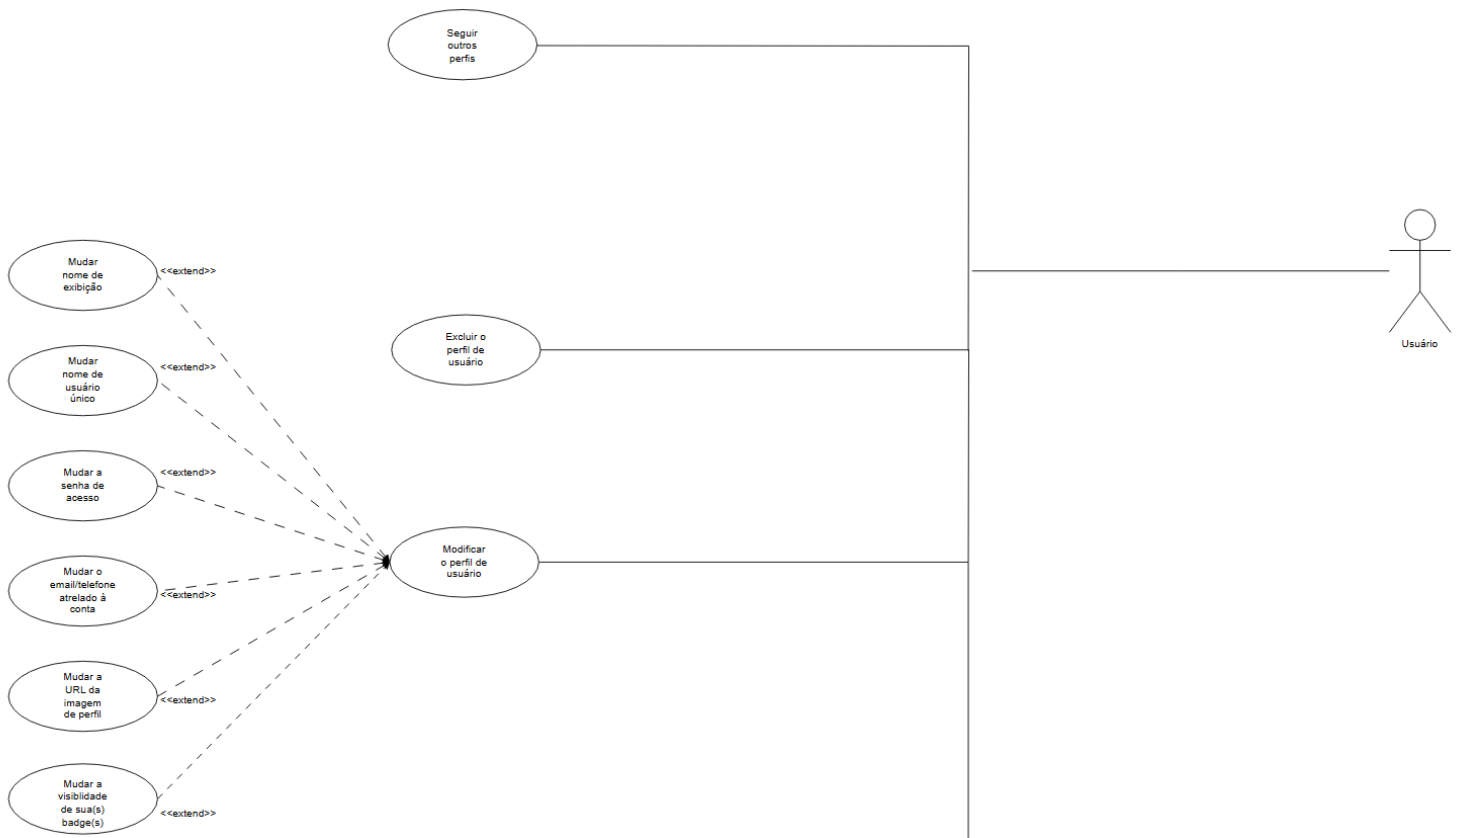 Seguir
outros
perfis
Usuário
Mudar
nome de
exibição
<<extend>>
Excluir o
perfil de
usuário
Mudar
nome de
usuário
único
<<extend>>
Mudar a
senha de
acesso
<<extend>>
Modificar
o perfil de
usuário
Mudar o
email/telefone
atrelado à
conta
<<extend>>
Mudar a
URL da
imagem
de perfil
<<extend>>
Mudar a
visiblidade
de sua(s)
badge(s)
<<extend>>